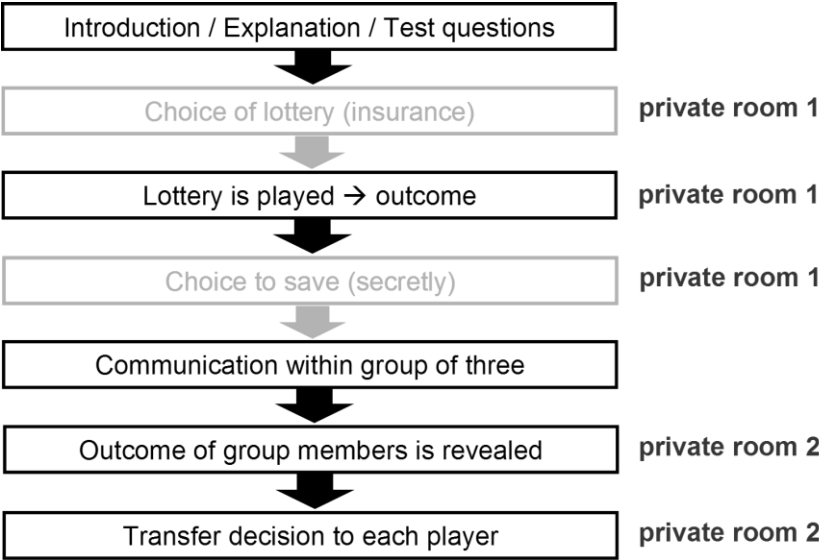 Introduction / Explanation / Test questions
Choice of lottery (insurance) private room 1
Lottery is played → outcome private room 1
Choice to save (secretly) private room 1
Communication within group of three
Outcome of group members is revealed private room 2
Transfer decision to each player private room 2